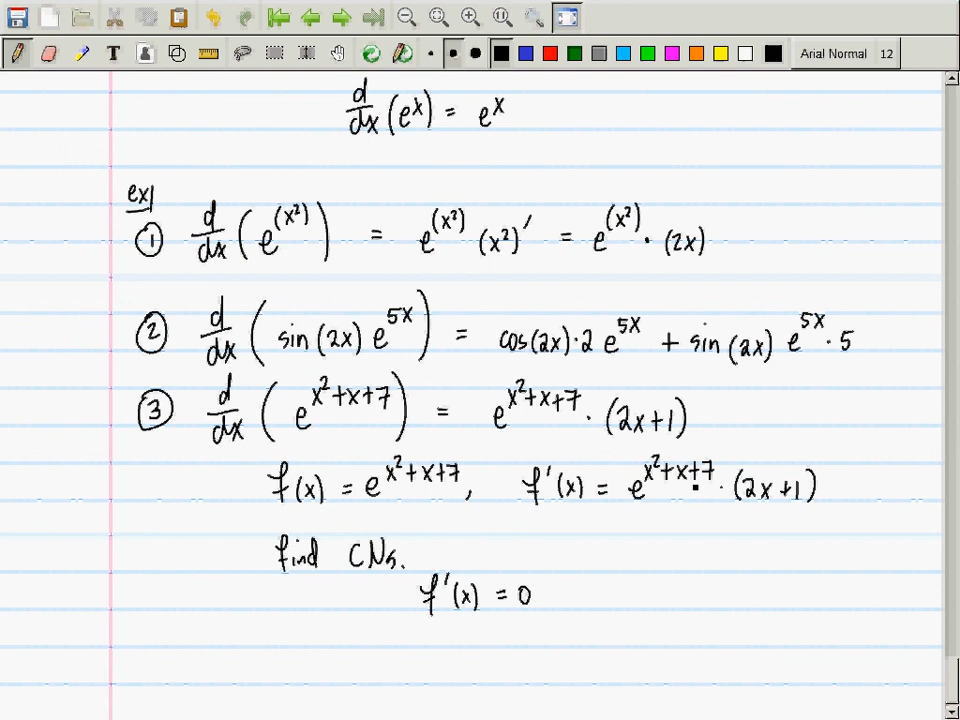 Arial Normal 12
d/dx (e^x) = e^x
ex|
① d/dx (e^(x²)) = e^(x²) (x²)′ = e^(x²) · (2x)
② d/dx (sin(2x) e^5x) = cos(2x)·2 e^5x + sin(2x) e^5x · 5
③ d/dx (e^x²+x+7) = e^x²+x+7 · (2x+1)
f(x) = e^x²+x+7, f′(x) = e^x²+x+7 · (2x+1)
find CNs.
f′(x) = 0